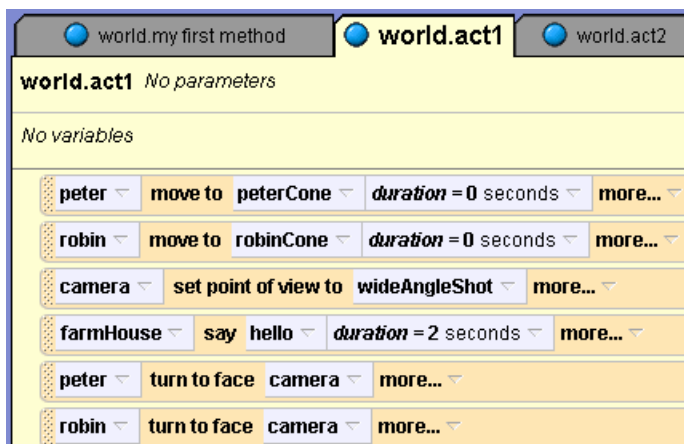 world.my first method world.act1 world.act2
world.act1 No parameters
No variables
peter move to peterCone duration = 0 seconds more...
robin move to robinCone duration = 0 seconds more...
camera set point of view to wideAngleShot more...
farmHouse say hello duration = 2 seconds more...
peter turn to face camera more...
robin turn to face camera more...